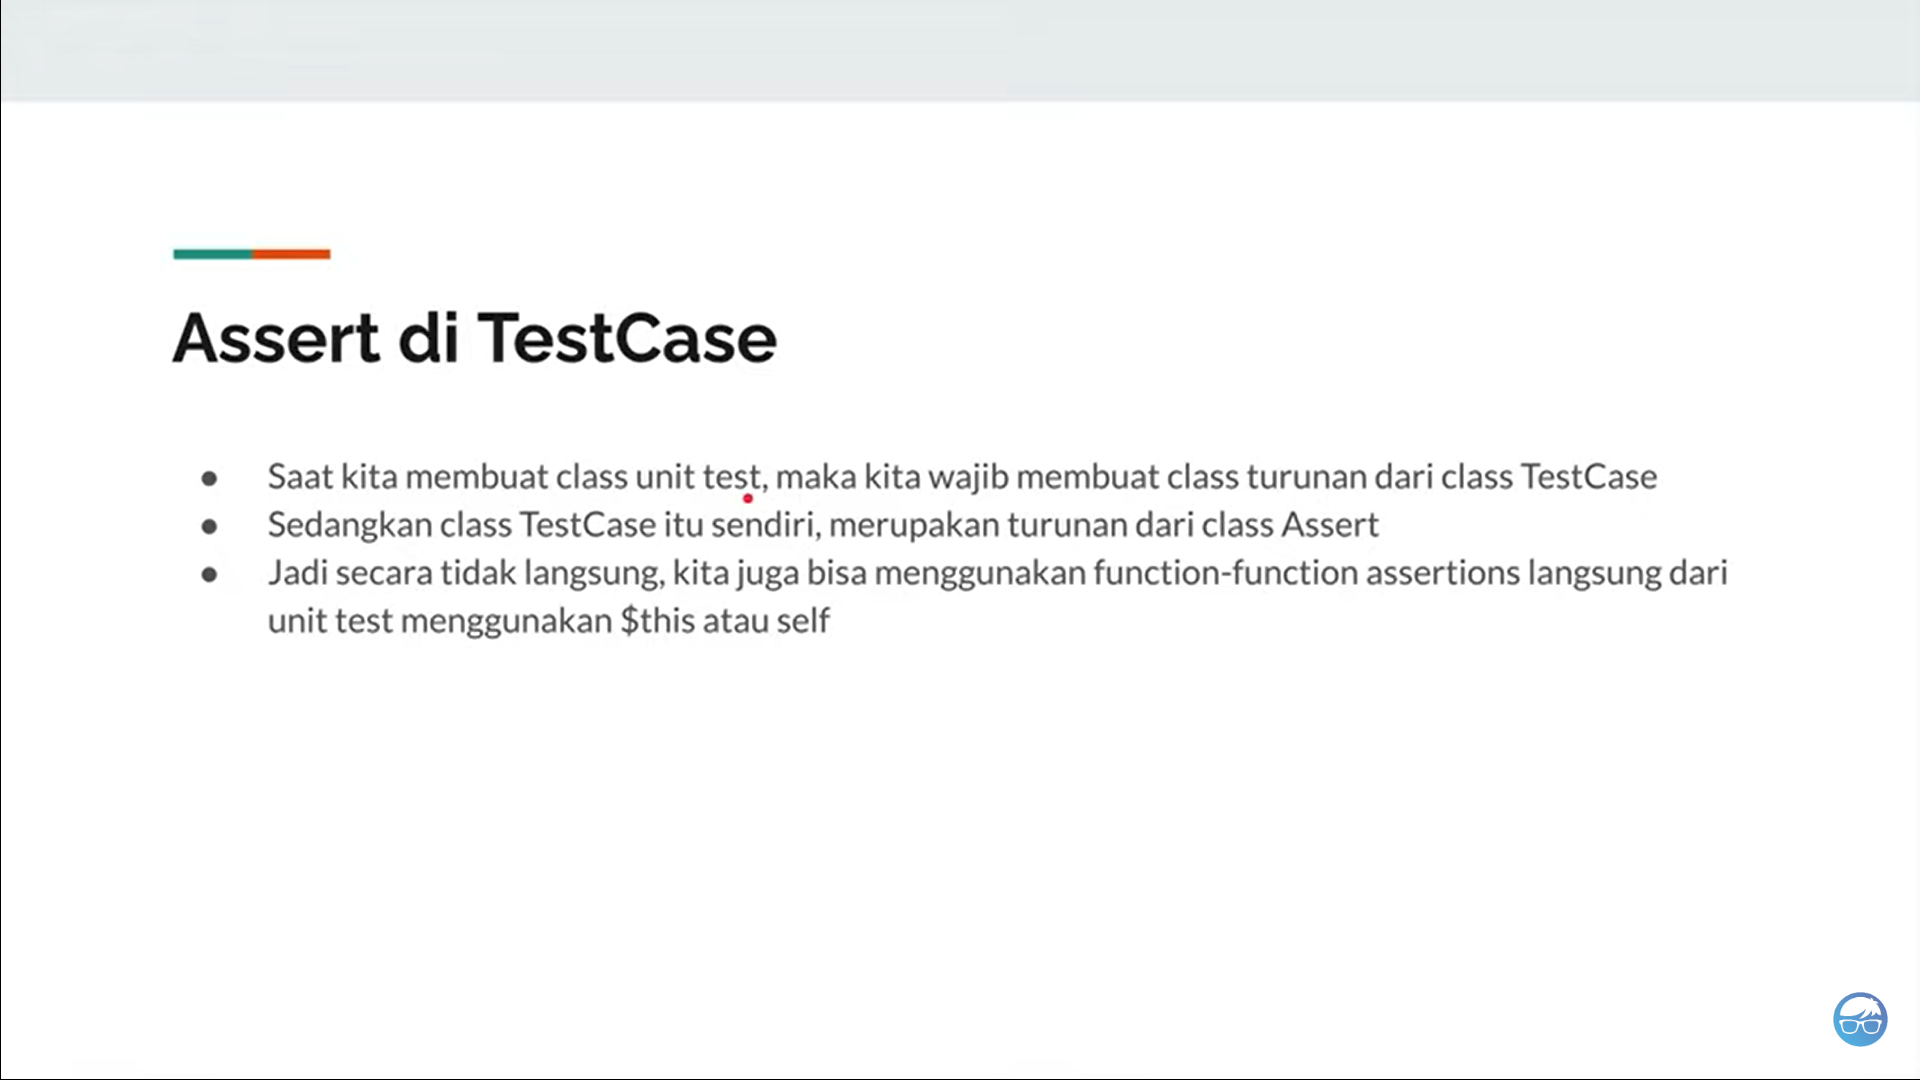 Assert di TestCase
● Saat kita membuat class unit test, maka kita wajib membuat class turunan dari class TestCase
● Sedangkan class TestCase itu sendiri, merupakan turunan dari class Assert
● Jadi secara tidak langsung, kita juga bisa menggunakan function-function assertions langsung dari
unit test menggunakan $this atau self